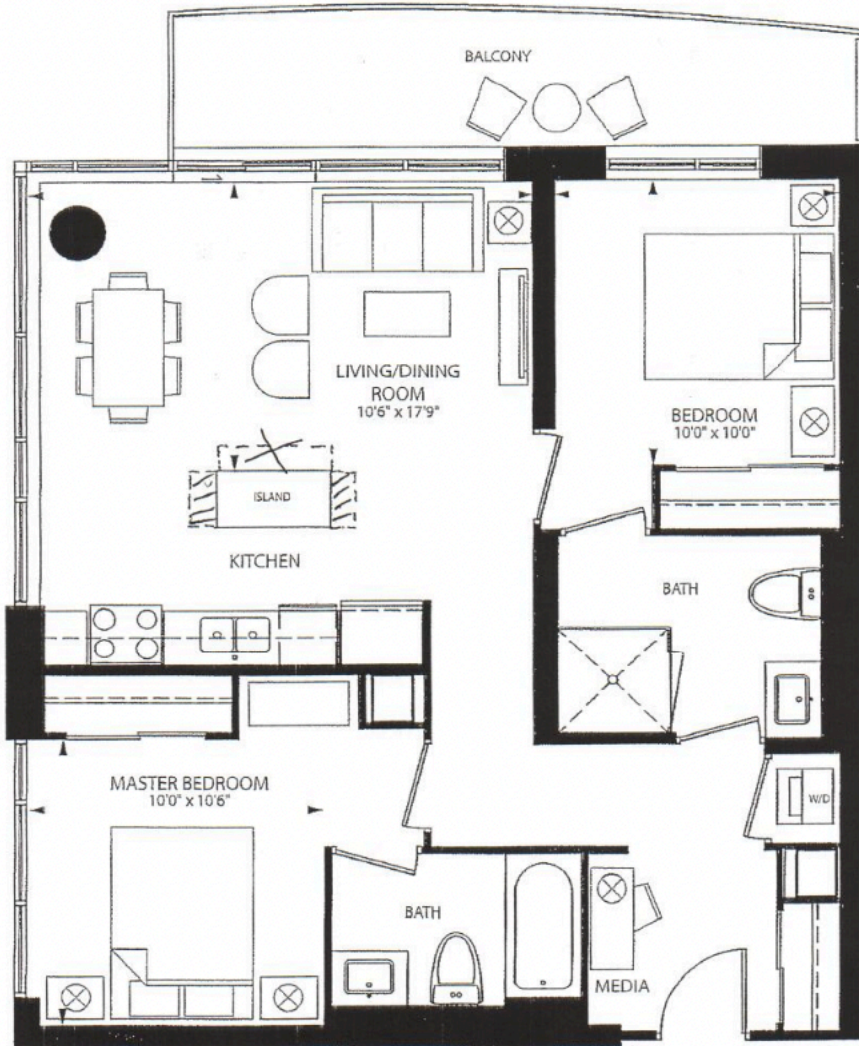 BALCONY
LIVING/DINING
ROOM
10'6" x 17'9"
BEDROOM
10'0" x 10'0"
ISLAND
KITCHEN
BATH
MASTER BEDROOM
10'0" x 10'6"
W/D
BATH
MEDIA